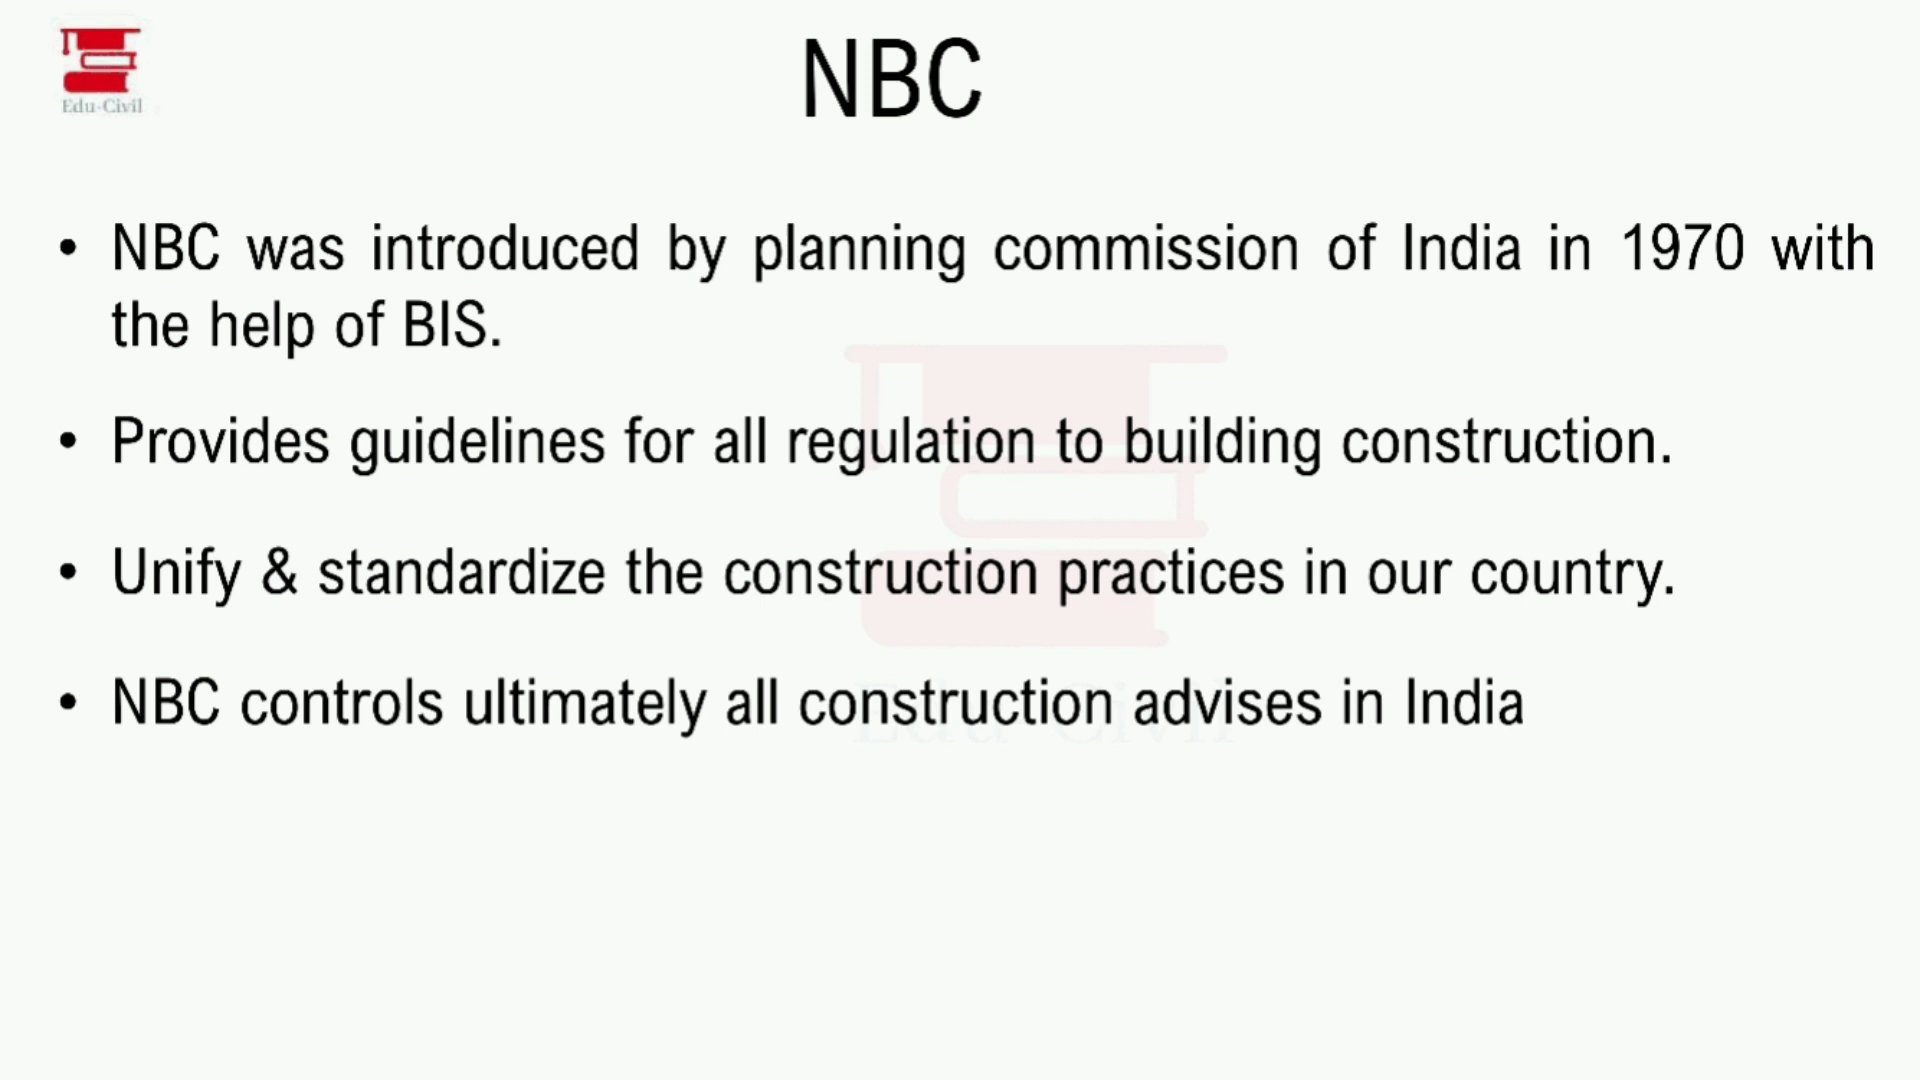 Edu-Civil
NBC
• NBC was introduced by planning commission of India in 1970 with
the help of BIS.
• Provides guidelines for all regulation to building construction.
• Unify & standardize the construction practices in our country.
• NBC controls ultimately all construction advises in India
Edu-Civil